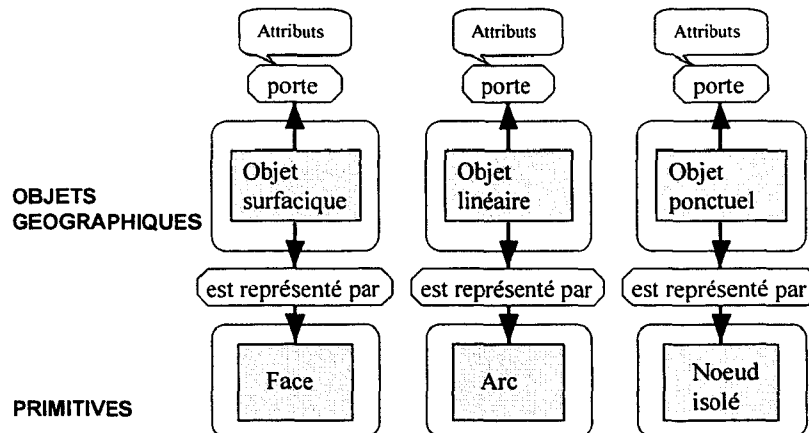 Attributs
Attributs
Attributs
porte
porte
porte
Objet
surfacique
Objet
linéaire
Objet
ponctuel
OBJETS
GEOGRAPHIQUES
est représenté par
est représenté par
est représenté par
Face
Arc
Noeud
isolé
PRIMITIVES